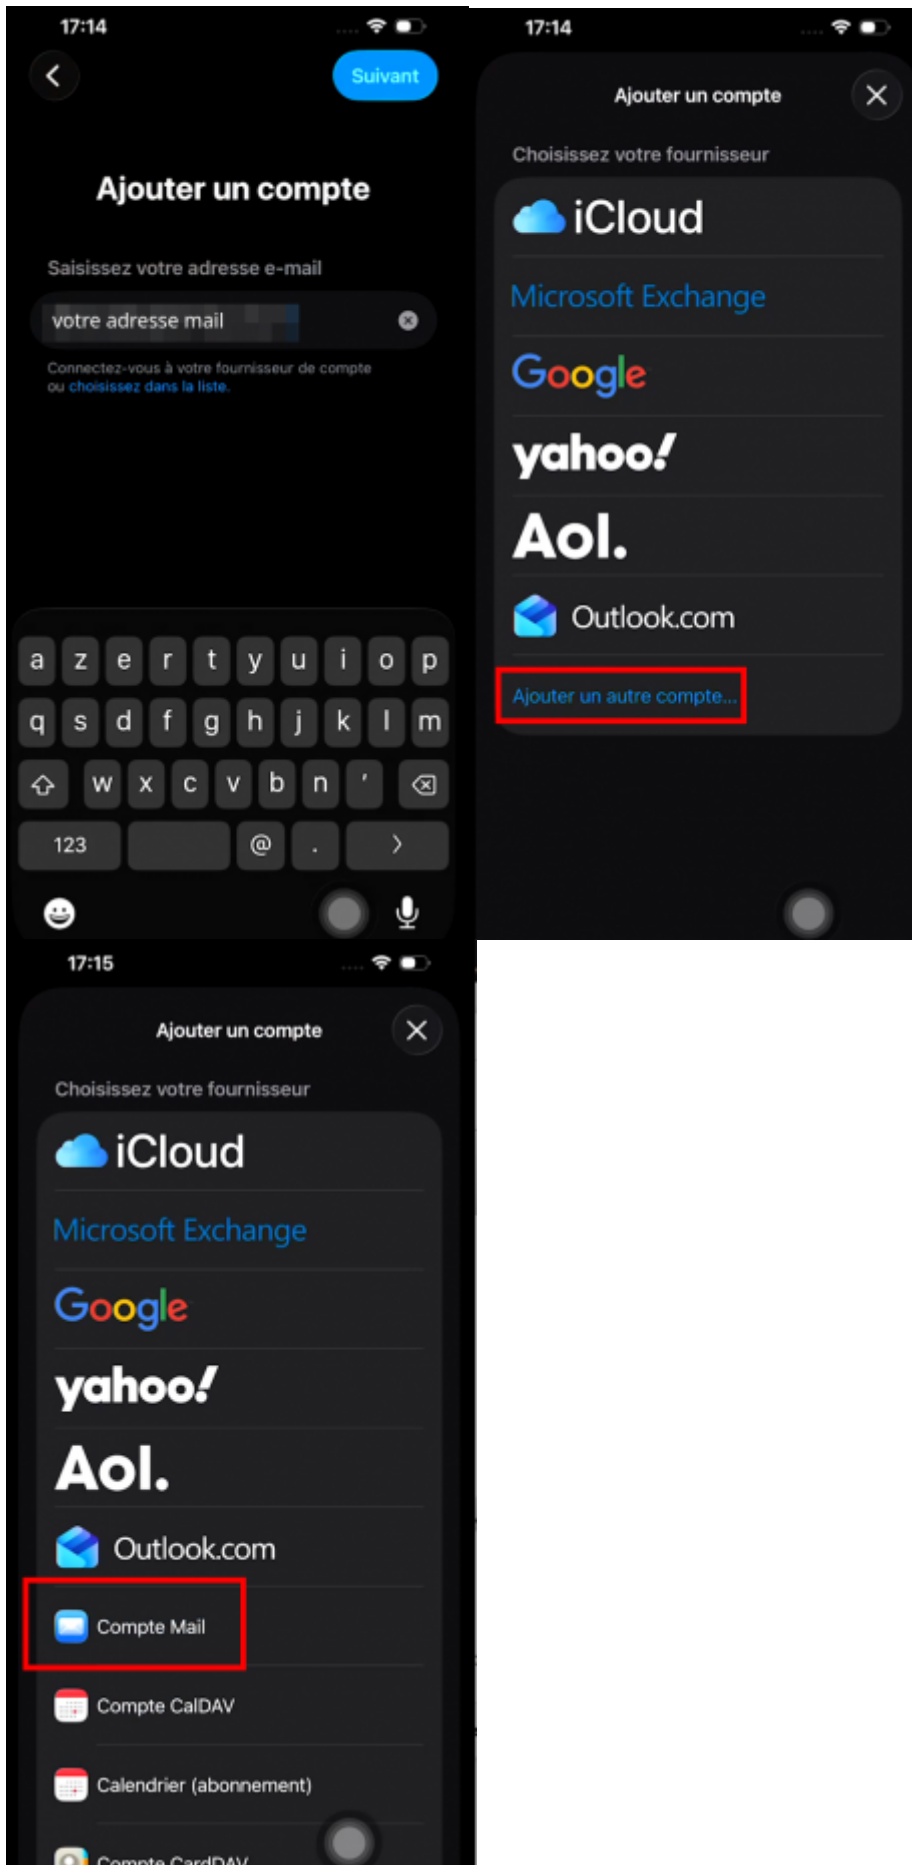 17:14
Suivant
Ajouter un compte
Saisissez votre adresse e-mail
votre adresse mail
Connectez-vous à votre fournisseur de compte
ou choisissez dans la liste.
a z e r t y u i o p
q s d f g h j k l m
w x c v b n '
123 @ .
17:14
Ajouter un compte
Choisissez votre fournisseur
iCloud
Microsoft Exchange
Google
yahoo!
Aol.
Outlook.com
Ajouter un autre compte...
17:15
Ajouter un compte
Choisissez votre fournisseur
iCloud
Microsoft Exchange
Google
yahoo!
Aol.
Outlook.com
Compte Mail
Compte CalDAV
Calendrier (abonnement)
Compte CardDAV